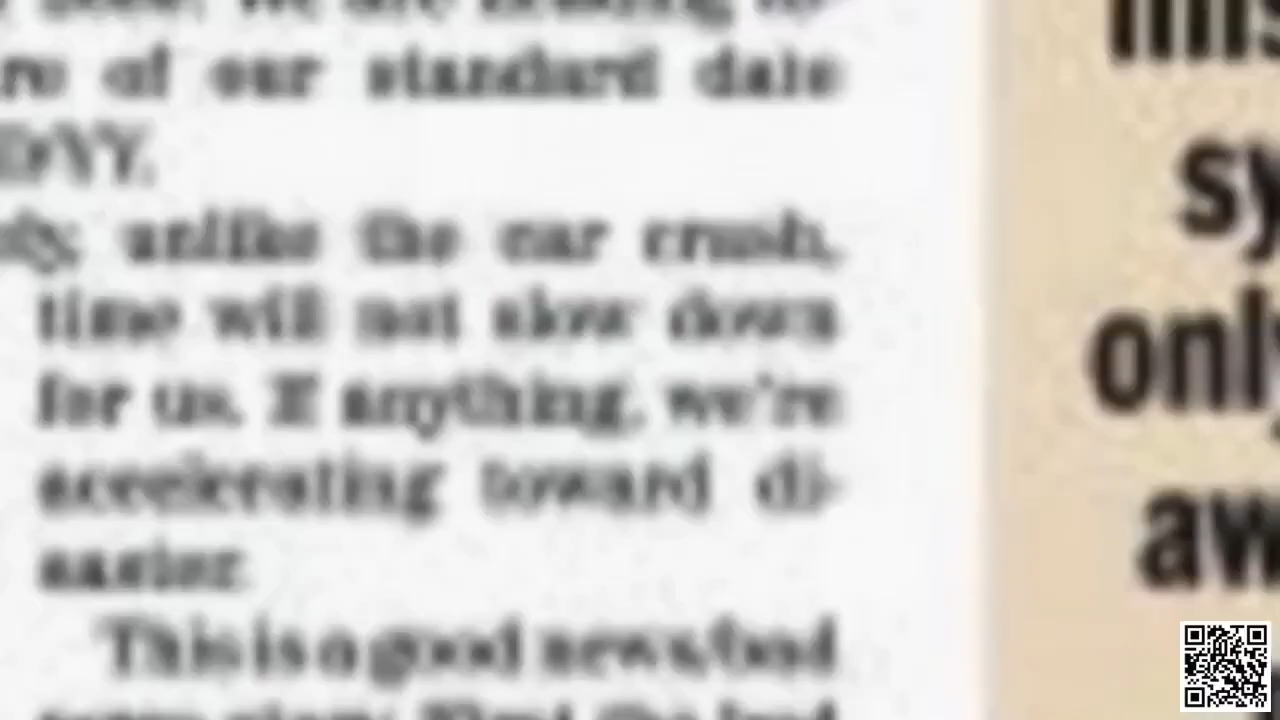 of our standard date
unlike the car crash,
time will not slow down
for us. If anything, we're
accelerating toward di-
saster.
This is a good news/bad
sy
only
aw